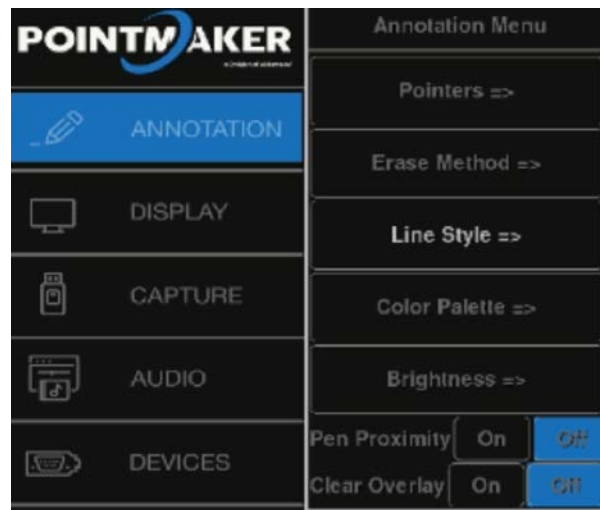 POINTMAKER
ANNOTATION
DISPLAY
CAPTURE
AUDIO
DEVICES
Annotation Menu
Pointers =>
Erase Method =>
Line Style =>
Color Palette =>
Brightness =>
Pen Proximity On Off
Clear Overlay On Off